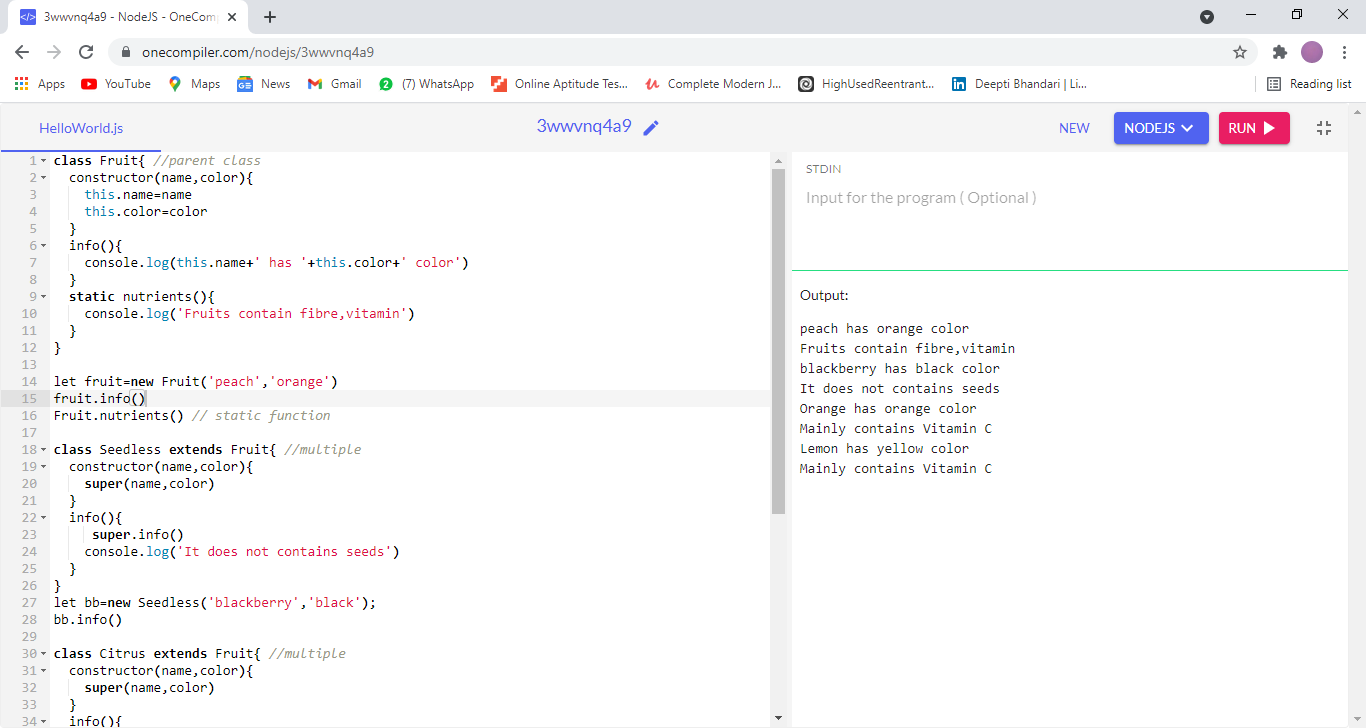 3wwvnq4a9 - NodeJS - OneCom
onecompiler.com/nodejs/3wwvnq4a9
Apps YouTube Maps News Gmail (7) WhatsApp Online Aptitude Tes... Complete Modern J... HighUsedReentrant... Deepti Bhandari | Li... Reading list
HelloWorld.js 3wwvnq4a9 NEW NODEJS RUN
1 class Fruit{ //parent class
2 constructor(name,color){
3 this.name=name
4 this.color=color
5 }
6 info(){
7 console.log(this.name+' has '+this.color+' color')
8 }
9 static nutrients(){
10 console.log('Fruits contain fibre,vitamin')
11 }
12 }
13
14 let fruit=new Fruit('peach','orange')
15 fruit.info()
16 Fruit.nutrients() // static function
17
18 class Seedless extends Fruit{ //multiple
19 constructor(name,color){
20 super(name,color)
21 }
22 info(){
23 super.info()
24 console.log('It does not contains seeds')
25 }
26 }
27 let bb=new Seedless('blackberry','black');
28 bb.info()
29
30 class Citrus extends Fruit{ //multiple
31 constructor(name,color){
32 super(name,color)
33 }
34 info(){
STDIN
Input for the program ( Optional )
Output:
peach has orange color
Fruits contain fibre,vitamin
blackberry has black color
It does not contains seeds
Orange has orange color
Mainly contains Vitamin C
Lemon has yellow color
Mainly contains Vitamin C